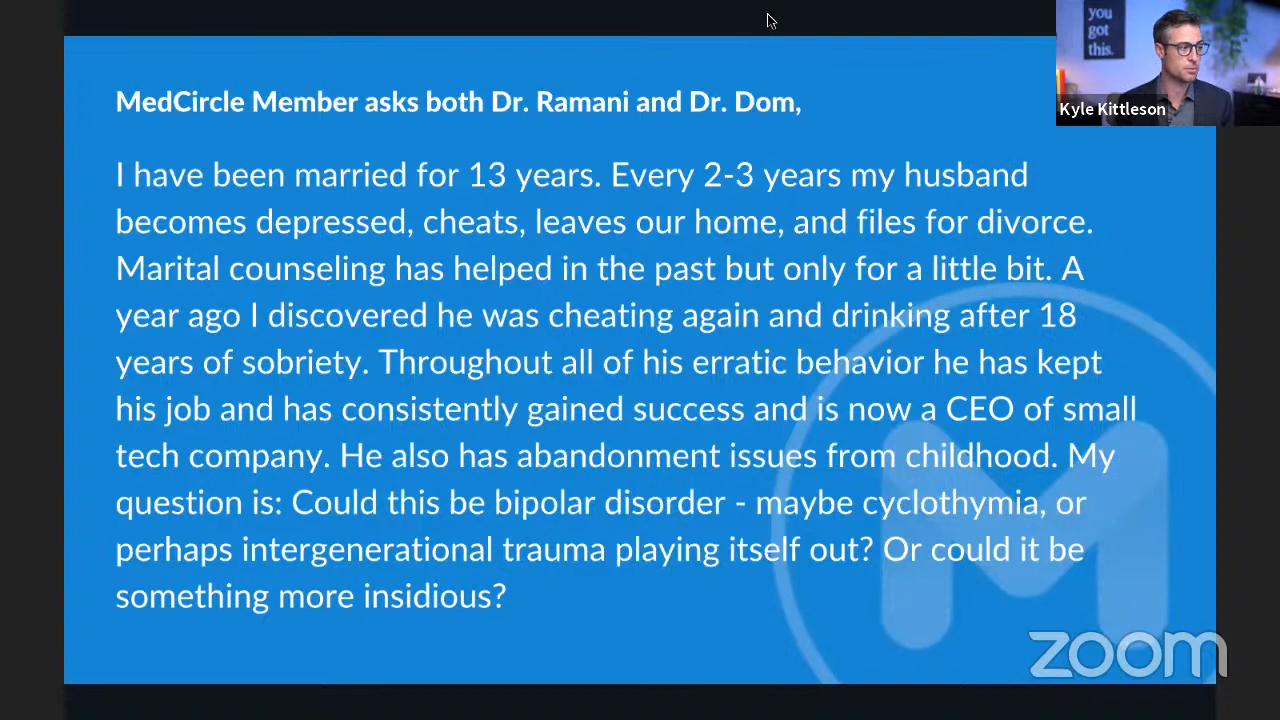 you
got
this.
Kyle Kittleson
MedCircle Member asks both Dr. Ramani and Dr. Dom,
I have been married for 13 years. Every 2-3 years my husband
becomes depressed, cheats, leaves our home, and files for divorce.
Marital counseling has helped in the past but only for a little bit. A
year ago I discovered he was cheating again and drinking after 18
years of sobriety. Throughout all of his erratic behavior he has kept
his job and has consistently gained success and is now a CEO of small
tech company. He also has abandonment issues from childhood. My
question is: Could this be bipolar disorder - maybe cyclothymia, or
perhaps intergenerational trauma playing itself out? Or could it be
something more insidious?
M
zoom